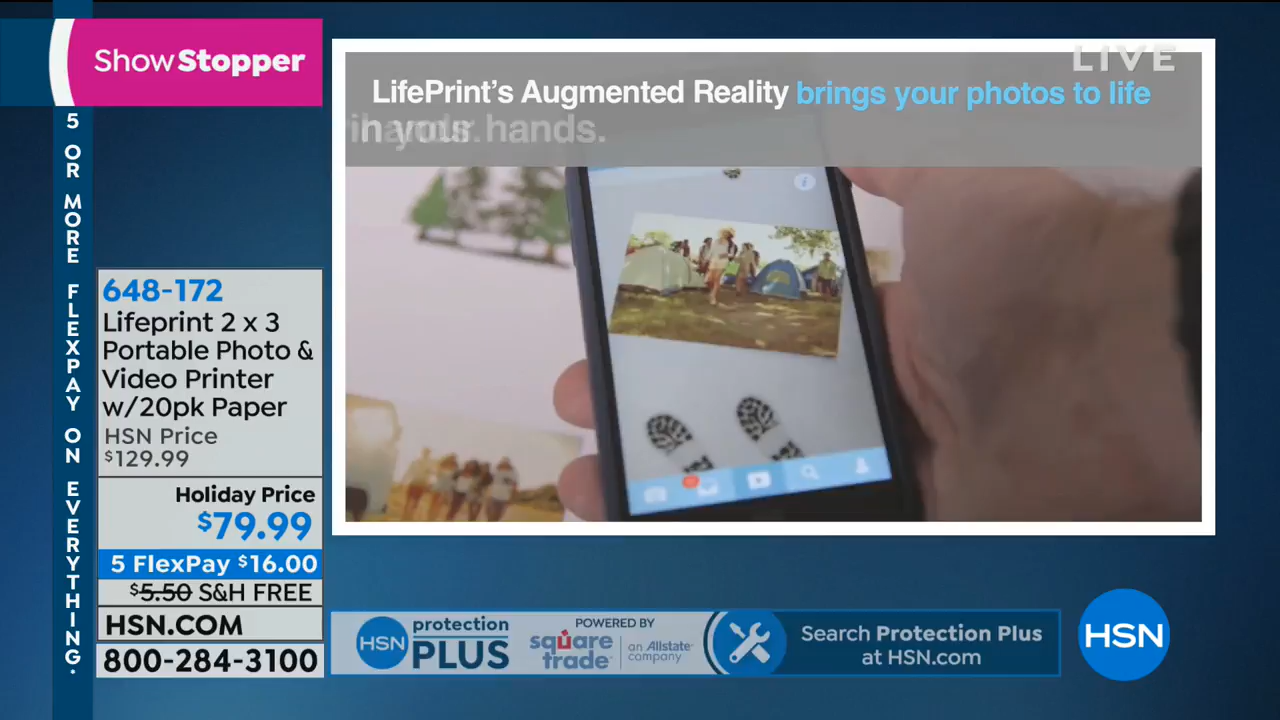 ShowStopper
5 OR MORE FLEXPAY ON EVERYTHING.
648-172
Lifeprint 2 x 3
Portable Photo &
Video Printer
w/20pk Paper
HSN Price
$129.99
Holiday Price
$79.99
5 FlexPay $16.00
$5.50 S&H FREE
HSN.COM
800-284-3100
LIVE
LifePrint's Augmented Reality brings your photos to life
hands.
HSN
protection
PLUS
POWERED BY
square
trade
an Allstate
company
Search Protection Plus
at HSN.com
HSN